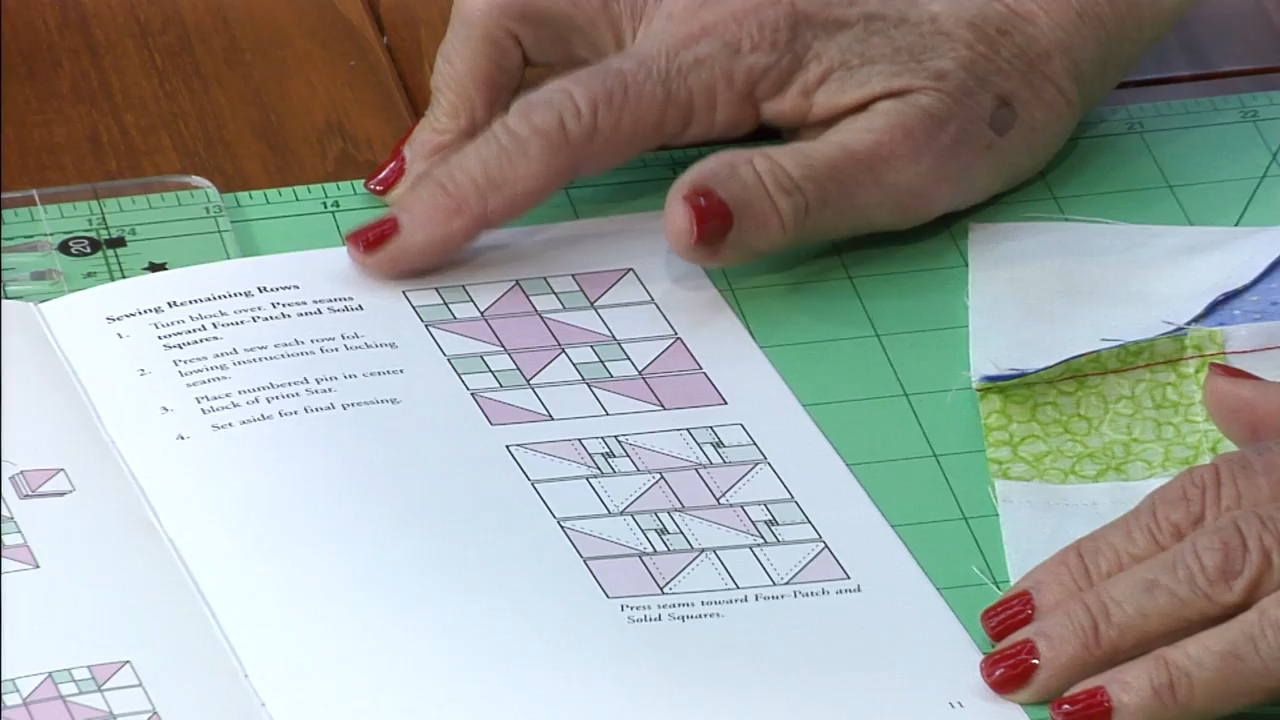 12
13
14
24
20
21
22
Sewing Remaining Rows
1. Turn block over. Press seams
toward Four-Patch and Solid
Squares.
2. Press and sew each row fol-
lowing instructions for locking
seams.
3. Place numbered pin in center
block of print Star.
4. Set aside for final pressing.
Press seams toward Four-Patch and
Solid Squares.
11